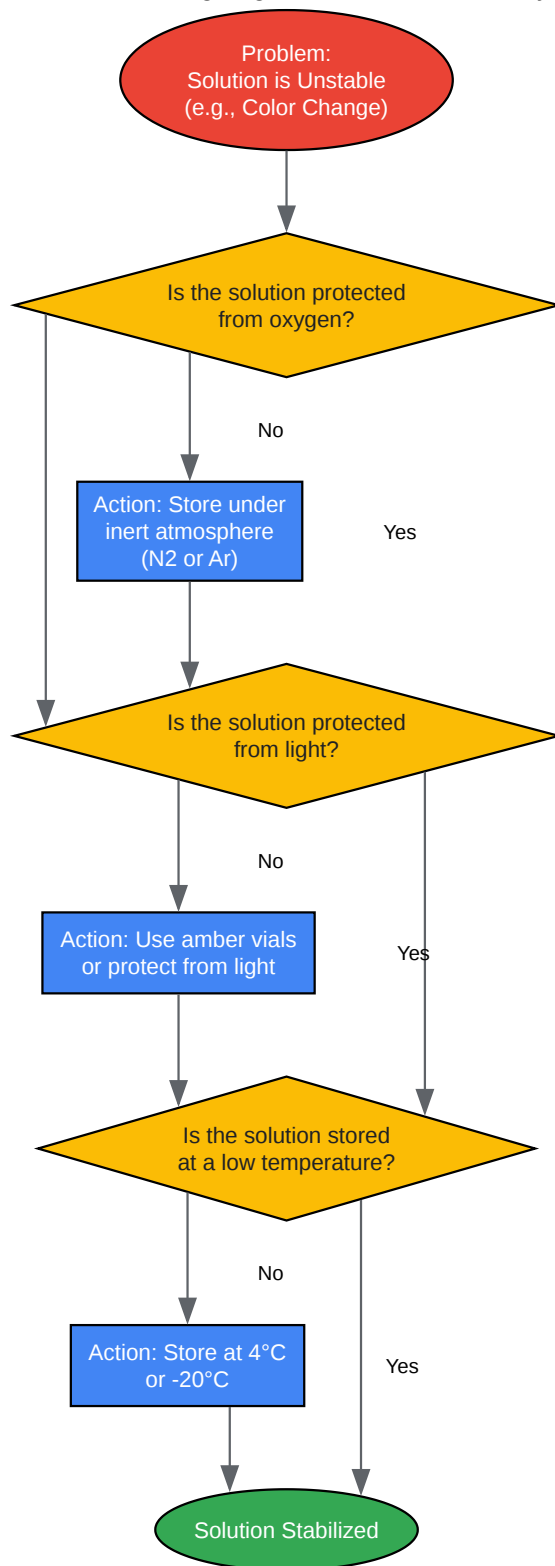 Problem:
Solution is Unstable
(e.g., Color Change)
Is the solution protected
from oxygen?
No
Action: Store under
inert atmosphere
(N2 or Ar)
Yes
Is the solution protected
from light?
No
Action: Use amber vials
or protect from light
Yes
Is the solution stored
at a low temperature?
No
Action: Store at 4°C
or -20°C
Yes
Solution Stabilized